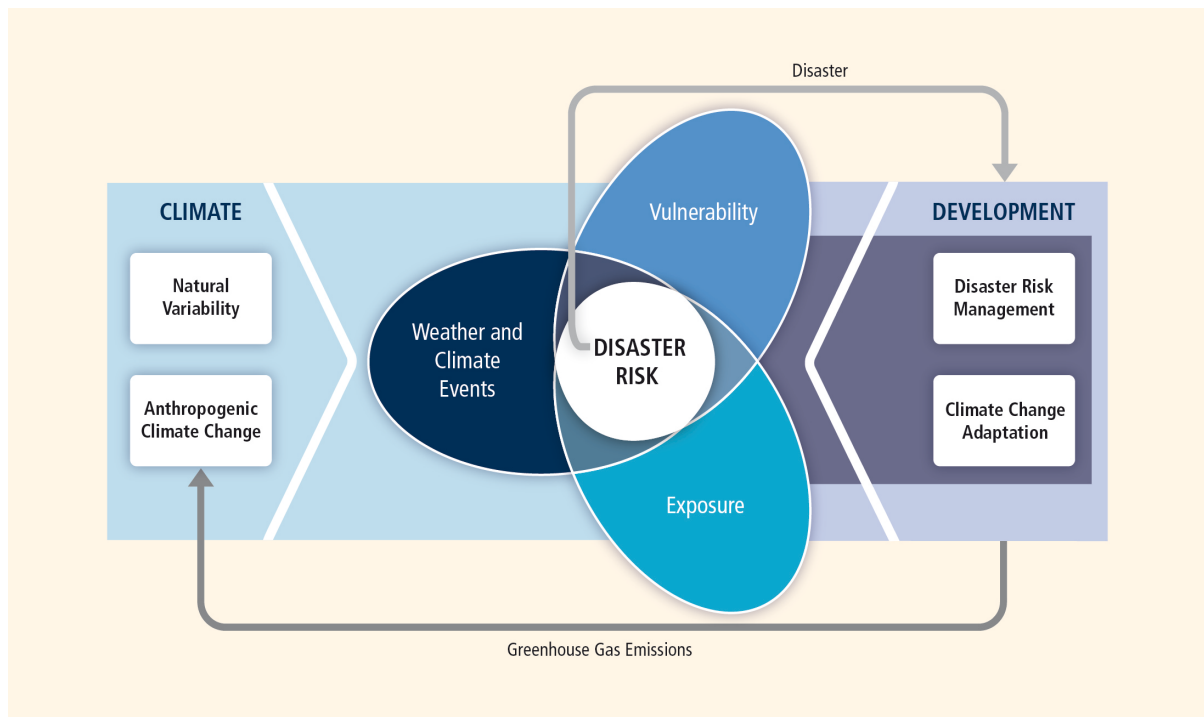 Disaster
CLIMATE
Natural
Variability
Anthropogenic
Climate Change
Weather and
Climate
Events
Vulnerability
DISASTER
RISK
Exposure
DEVELOPMENT
Disaster Risk
Management
Climate Change
Adaptation
Greenhouse Gas Emissions